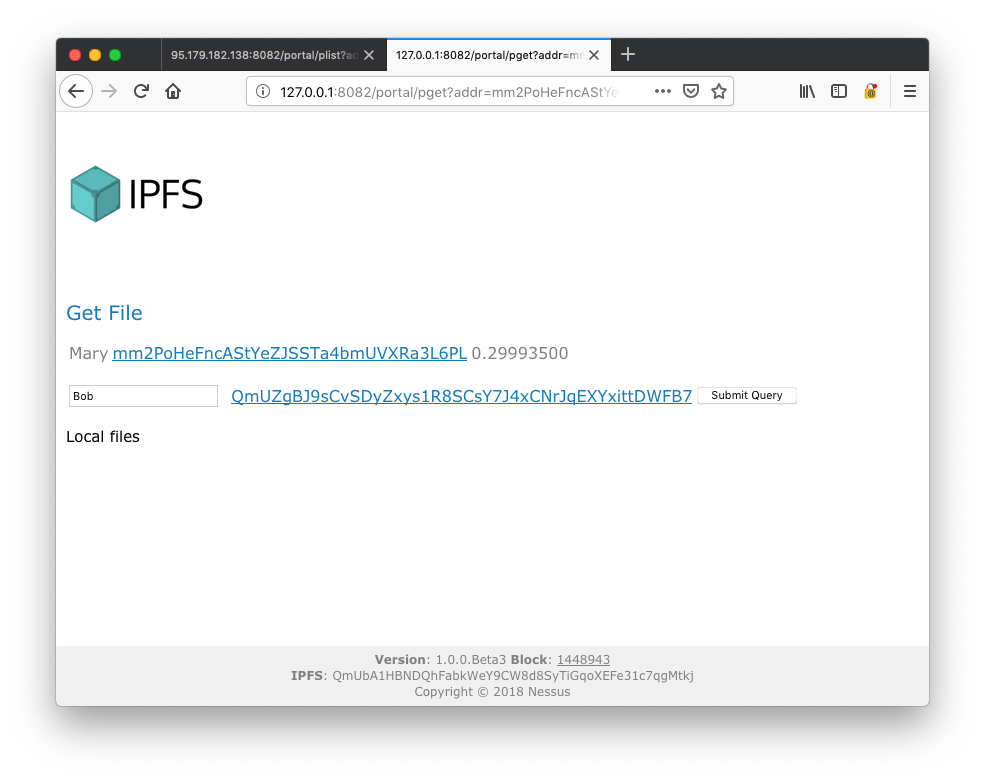 95.179.182.138:8082/portal/plist?ad
127.0.0.1:8082/portal/pget?addr=mm
127.0.0.1:8082/portal/pget?addr=mm2PoHeFncAStYe
IPFS
Get File
Mary mm2PoHeFncAStYeZJSSTa4bmUVXRa3L6PL 0.29993500
Bob QmUZgBJ9sCvSDyZxys1R8SCsY7J4xCNrJqEXYxittDWFB7 Submit Query
Local files
Version: 1.0.0.Beta3 Block: 1448943
IPFS: QmUbA1HBNDQhFabkWeY9CW8d8SyTiGqoXEFe31c7qgMtkj
Copyright © 2018 Nessus